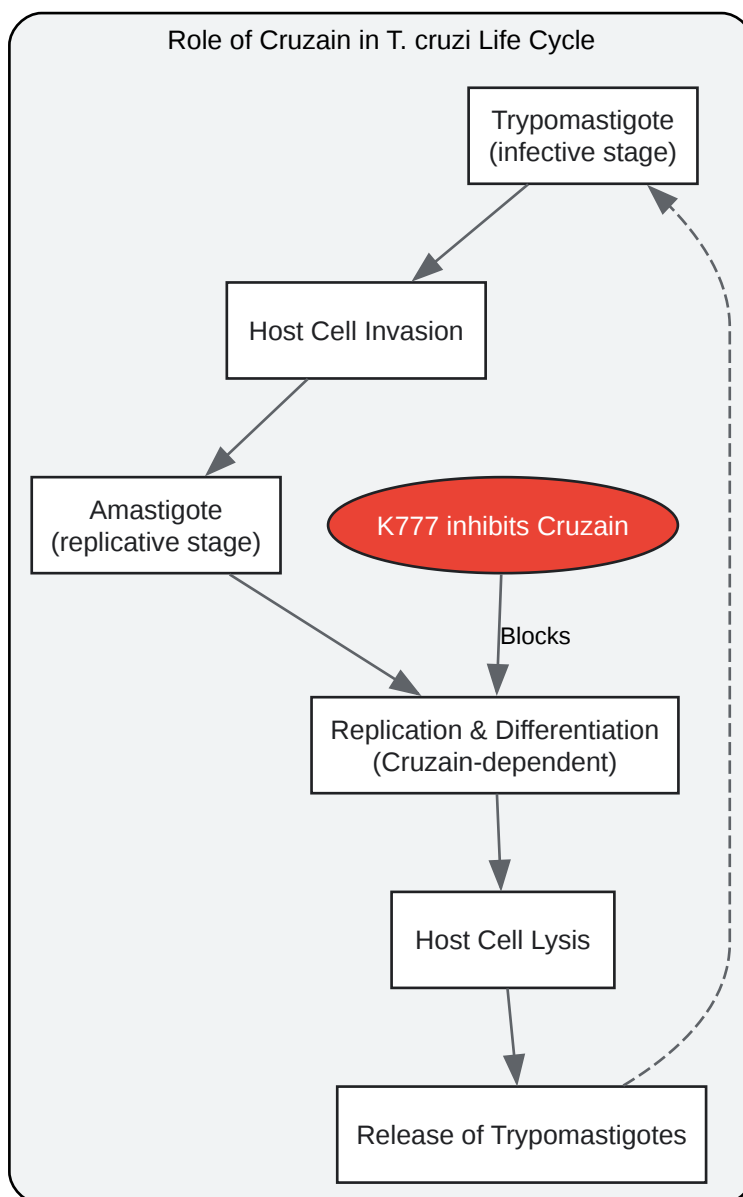 Role of Cruzain in T. cruzi Life Cycle
Trypomastigote
(infective stage)
Host Cell Invasion
Amastigote
(replicative stage)
K777 inhibits Cruzain
Blocks
Replication & Differentiation
(Cruzain-dependent)
Host Cell Lysis
Release of Trypomastigotes